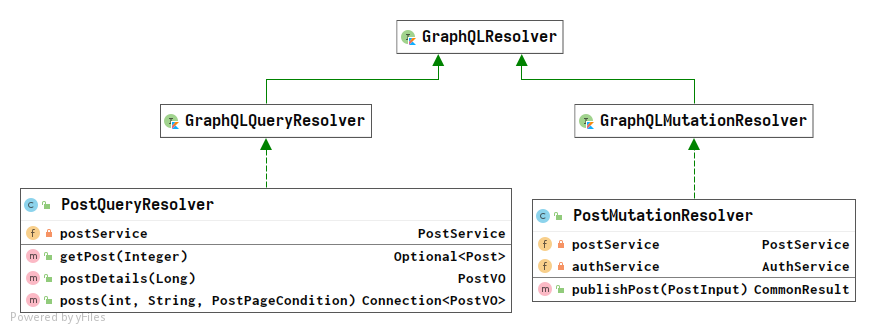 GraphQLResolver
GraphQLQueryResolver
GraphQLMutationResolver
PostQueryResolver
postService PostService
getPost(Integer) Optional<Post>
postDetails(Long) PostVO
posts(int, String, PostPageCondition) Connection<PostVO>
PostMutationResolver
postService PostService
authService AuthService
publishPost(PostInput) CommonResult
Powered by yFiles